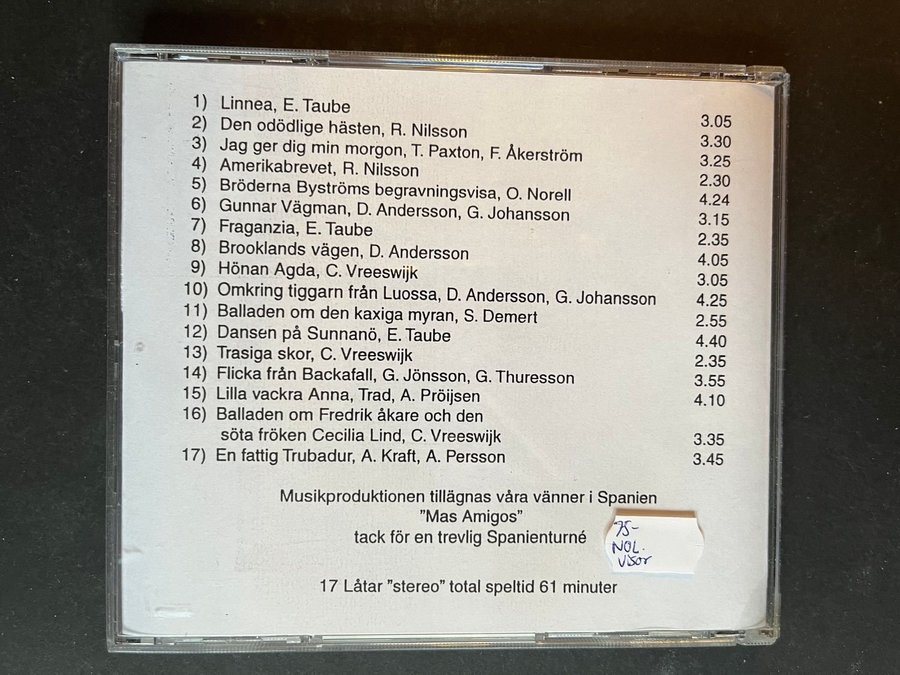 1) Linnea, E. Taube 3.05
2) Den odödlige hästen, R. Nilsson 3.30
3) Jag ger dig min morgon, T. Paxton, F. Åkerström 3.25
4) Amerikabrevet, R. Nilsson 2.30
5) Bröderna Byströms begravningsvisa, O. Norell 4.24
6) Gunnar Vägman, D. Andersson, G. Johansson 3.15
7) Fraganzia, E. Taube 2.35
8) Brooklands vägen, D. Andersson 4.05
9) Hönan Agda, C. Vreeswijk 3.05
10) Omkring tiggarn från Luossa, D. Andersson, G. Johansson 4.25
11) Balladen om den kaxiga myran, S. Demert 2.55
12) Dansen på Sunnanö, E. Taube 4.40
13) Trasiga skor, C. Vreeswijk 2.35
14) Flicka från Backafall, G. Jönsson, G. Thuresson 3.55
15) Lilla vackra Anna, Trad, A. Pröijsen 4.10
16) Balladen om Fredrik åkare och den
söta fröken Cecilia Lind, C. Vreeswijk 3.35
17) En fattig Trubadur, A. Kraft, A. Persson 3.45
Musikproduktionen tillägnas våra vänner i Spanien
"Mas Amigos"
tack för en trevlig Spanienturné
75-
NOL.
Visor
17 Låtar "stereo" total speltid 61 minuter